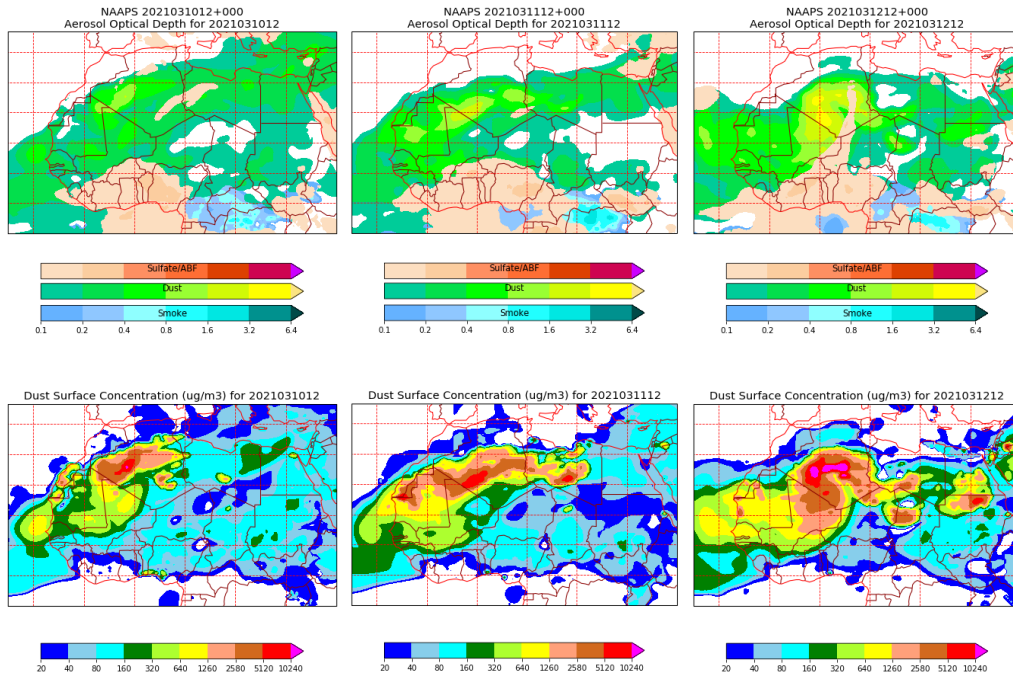 NAAPS 2021031012+000
Aerosol Optical Depth for 2021031012
NAAPS 2021031112+000
Aerosol Optical Depth for 2021031112
NAAPS 2021031212+000
Aerosol Optical Depth for 2021031212
Sulfate/ABF
Dust
Smoke
0.1 0.2 0.4 0.8 1.6 3.2 6.4
Sulfate/ABF
Dust
Smoke
0.1 0.2 0.4 0.8 1.6 3.2 6.4
Sulfate/ABF
Dust
Smoke
0.1 0.2 0.4 0.8 1.6 3.2 6.4
Dust Surface Concentration (ug/m3) for 2021031012
Dust Surface Concentration (ug/m3) for 2021031112
Dust Surface Concentration (ug/m3) for 2021031212
20 40 80 160 320 640 1260 2580 5120 10240
20 40 80 160 320 640 1260 2580 5120 10240
20 40 80 160 320 640 1260 2580 5120 10240